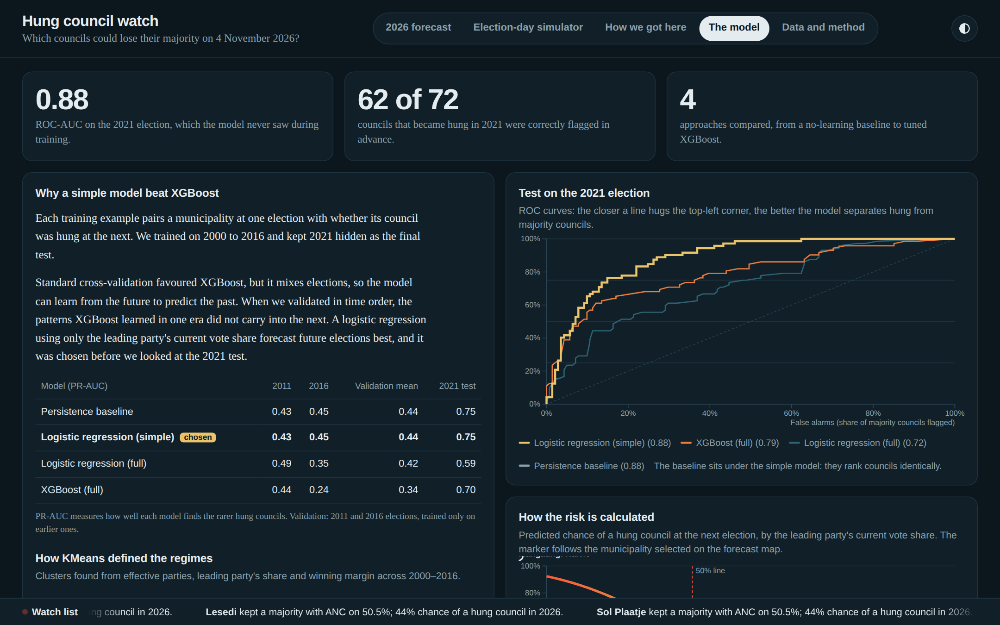 Hung council watch
Which councils could lose their majority on 4 November 2026?
2026 forecast
Election-day simulator
How we got here
The model
Data and method
0.88
ROC-AUC on the 2021 election, which the model never saw during
training.
62 of 72
councils that became hung in 2021 were correctly flagged in
advance.
4
approaches compared, from a no-learning baseline to tuned
XGBoost.
Why a simple model beat XGBoost
Each training example pairs a municipality at one election with whether its council
was hung at the next. We trained on 2000 to 2016 and kept 2021 hidden as the final
test.
Standard cross-validation favoured XGBoost, but it mixes elections, so the model
can learn from the future to predict the past. When we validated in time order, the
patterns XGBoost learned in one era did not carry into the next. A logistic regression
using only the leading party's current vote share forecast future elections best, and it
was chosen before we looked at the 2021 test.
Model (PR-AUC) 2011 2016 Validation mean 2021 test
Persistence baseline 0.43 0.45 0.44 0.75
Logistic regression (simple) chosen 0.43 0.45 0.44 0.75
Logistic regression (full) 0.49 0.35 0.42 0.59
XGBoost (full) 0.44 0.24 0.34 0.70
PR-AUC measures how well each model finds the rarer hung councils. Validation: 2011 and 2016 elections, trained only on
earlier ones.
How KMeans defined the regimes
Clusters found from effective parties, leading party's share and winning margin across 2000–2016.
Test on the 2021 election
ROC curves: the closer a line hugs the top-left corner, the better the model separates hung from
majority councils.
100%
80%
60%
40%
20%
0%
0% 20% 40% 60% 80% 100%
False alarms (share of majority councils flagged)
Logistic regression (simple) (0.88)
XGBoost (full) (0.79)
Logistic regression (full) (0.72)
Persistence baseline (0.88)
The baseline sits under the simple model: they rank councils identically.
How the risk is calculated
Predicted chance of a hung council at the next election, by the leading party's current vote share. The
marker follows the municipality selected on the forecast map.
100%
50% line
80%
Watch list
council in 2026.
Lesedi kept a majority with ANC on 50.5%; 44% chance of a hung council in 2026.
Sol Plaatje kept a majority with ANC on 50.5%; 44% chance of a hung council in 2026.